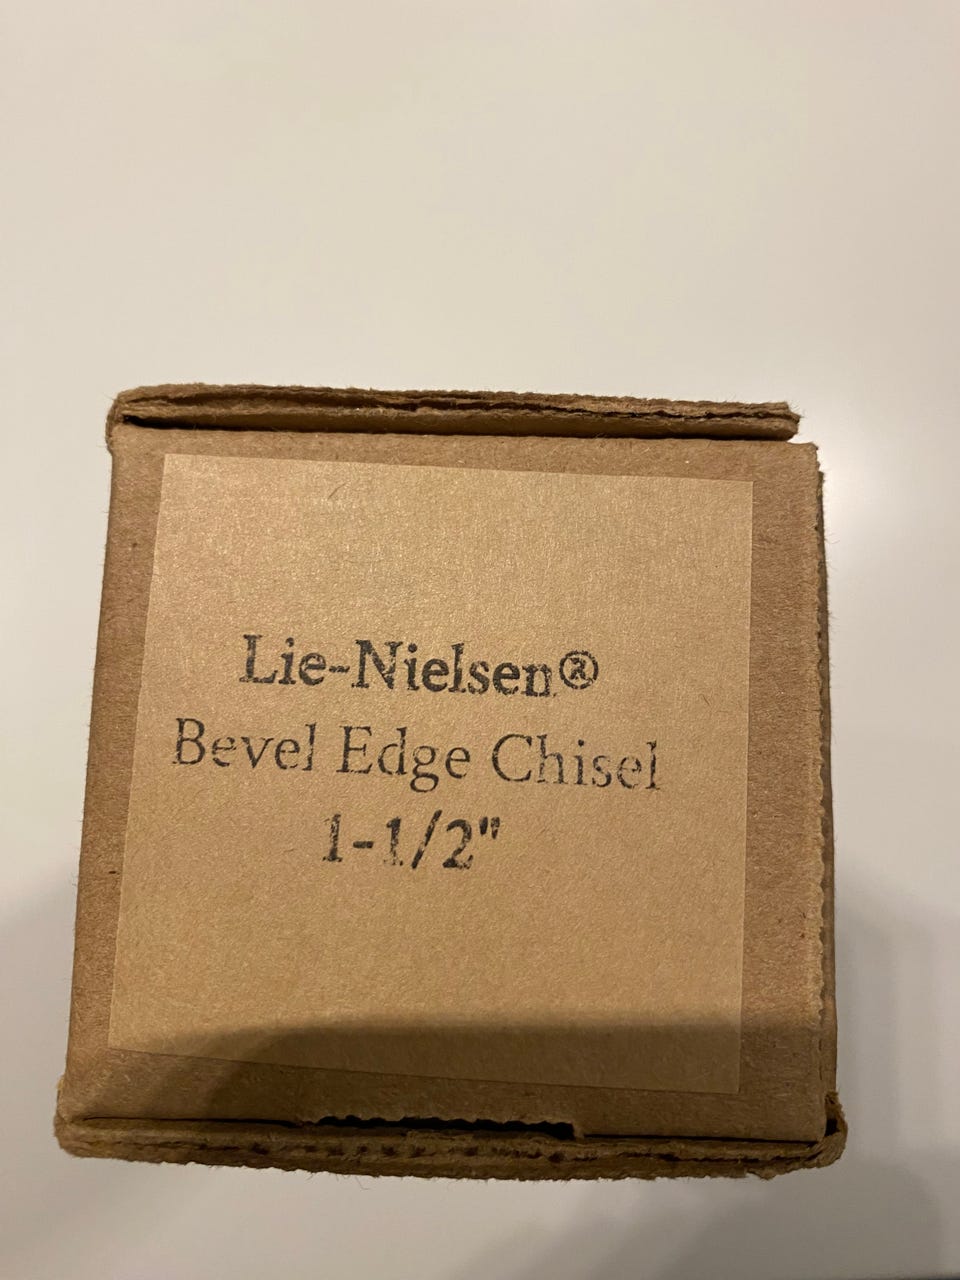 Lie-Nielsen®
Bevel Edge Chisel
1-1/2"